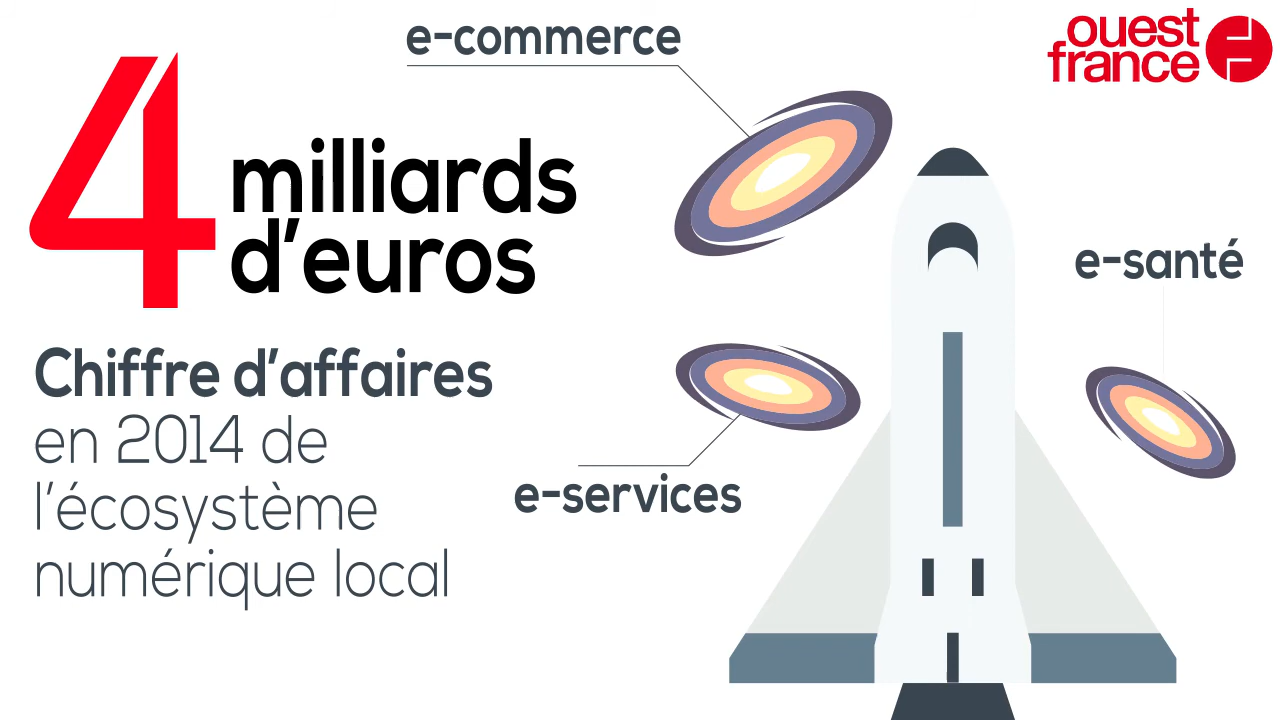 e-commerce
ouest
france
4 milliards
d'euros
e-santé
Chiffre d'affaires
en 2014 de
l'écosystème
numérique local
e-services